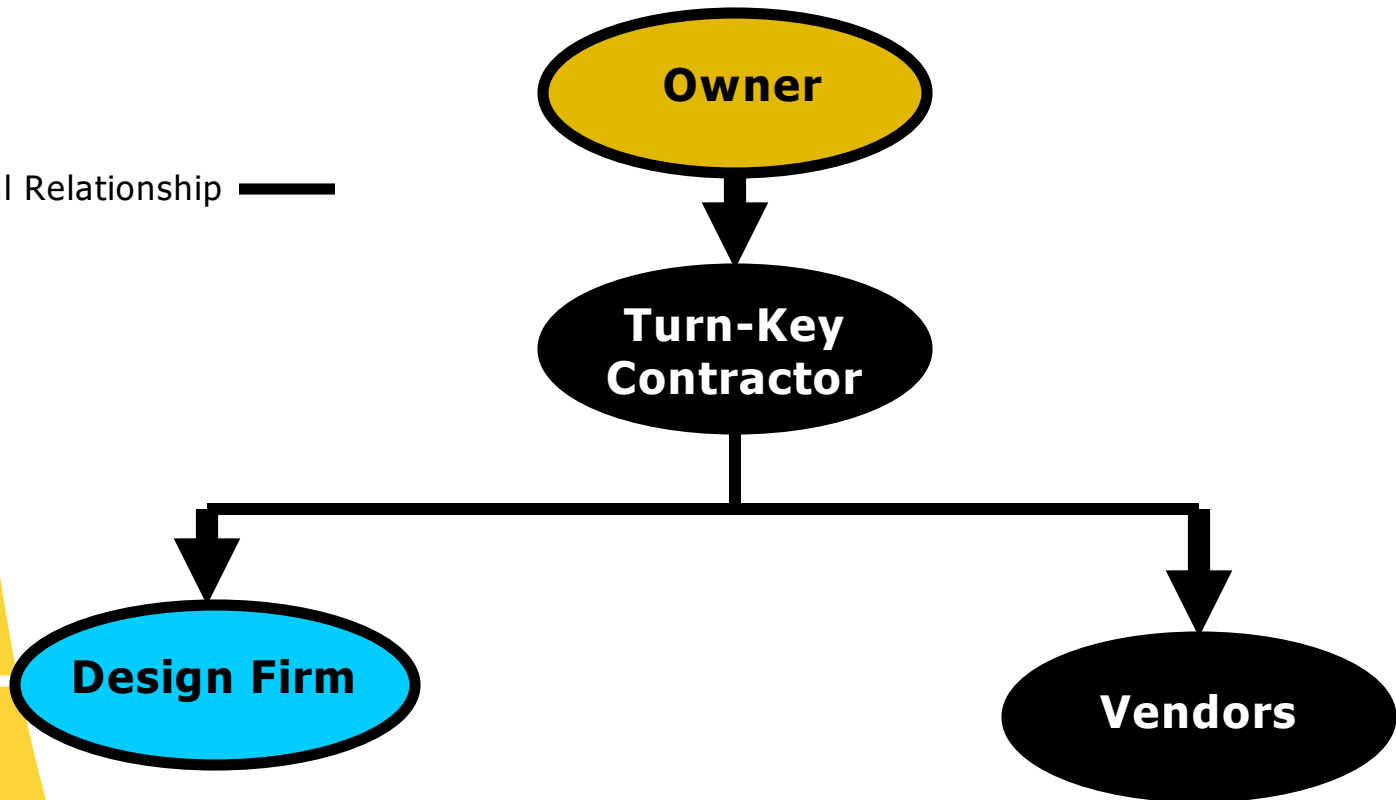 Owner
l Relationship
Turn-Key
Contractor
Design Firm
Vendors